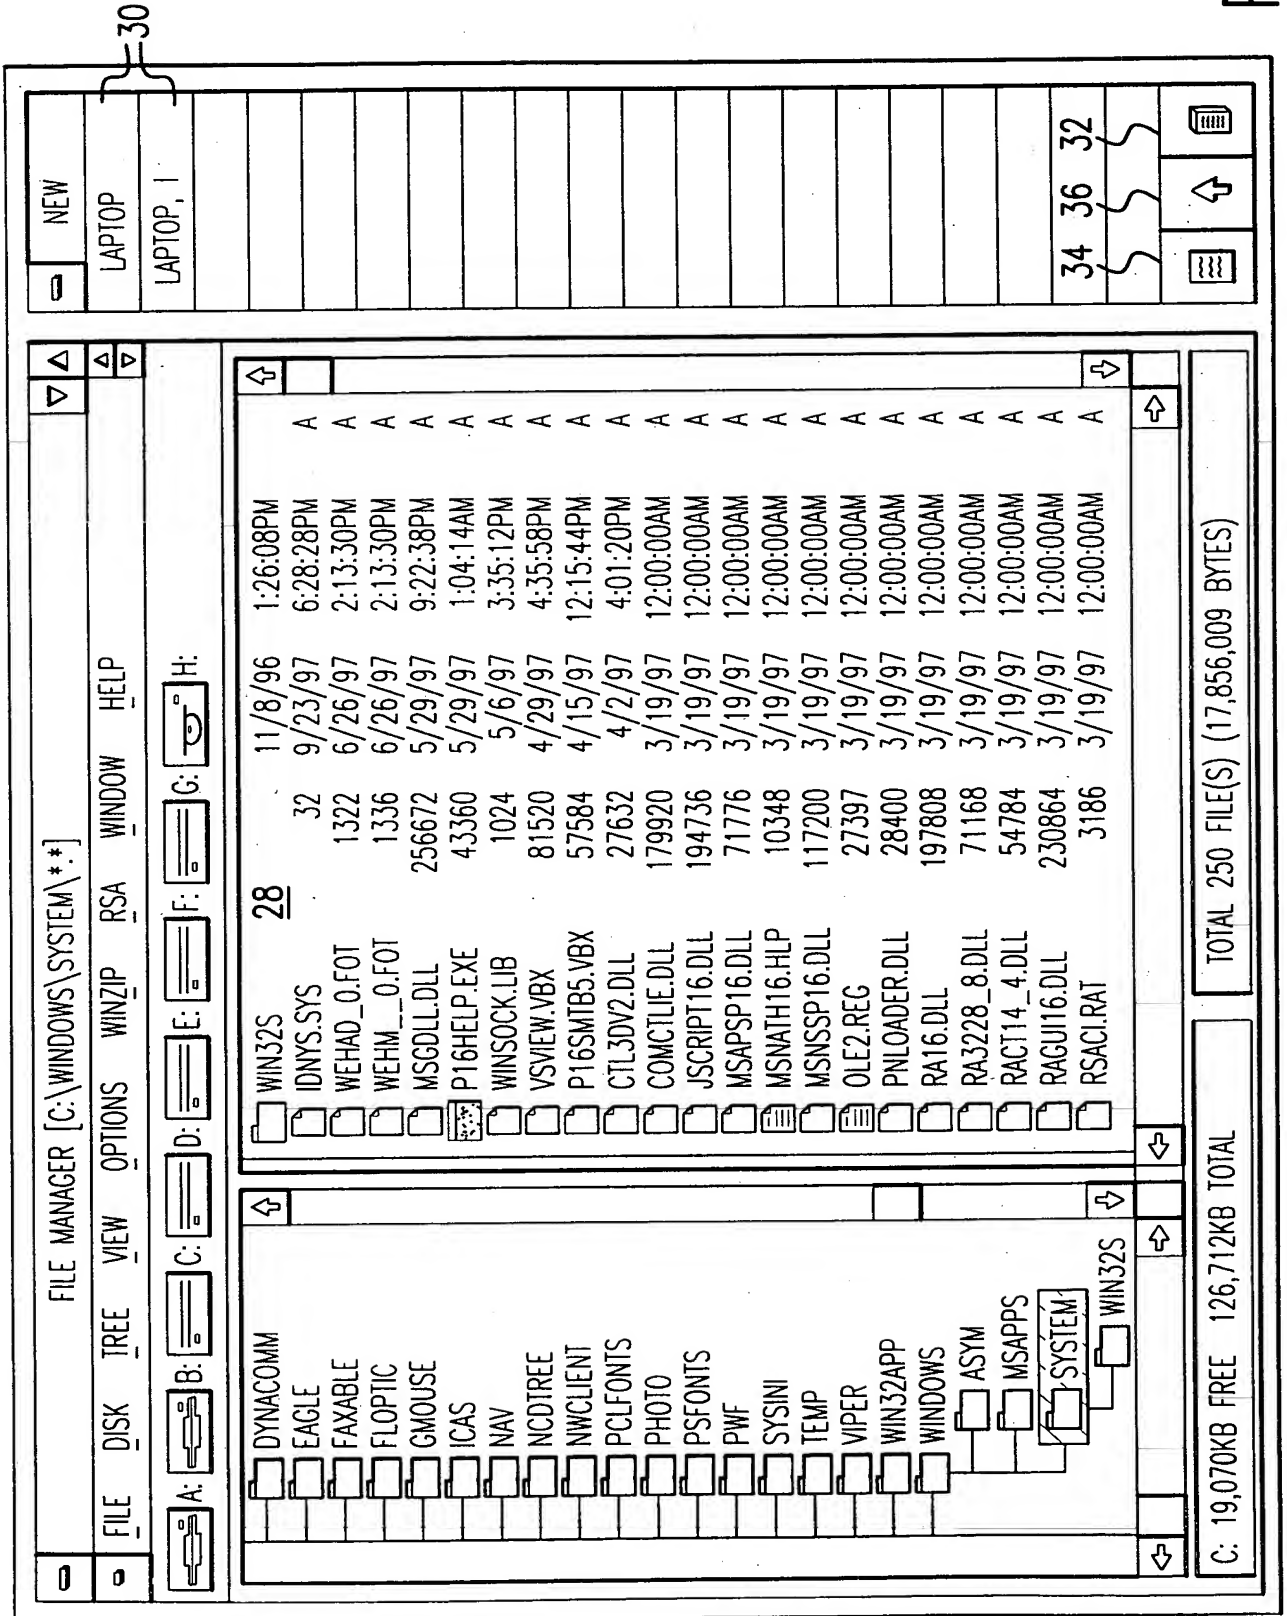 FILE MANAGER [C:\WINDOWS\SYSTEM\*.*]
FILE DISK TREE VIEW OPTIONS WINZIP RSA WINDOW HELP
A: B: C: D: E: F: G: H:
DYNACOMM
EAGLE
FAXABLE
FLOPTIC
GMOUSE
ICAS
NAV
NCDTREE
NWCLIENT
PCLFONTS
PHOTO
PSFONTS
PWF
SYSINI
TEMP
VIPER
WIN32APP
WINDOWS
ASYM
MSAPPS
SYSTEM
WIN32S
28
WIN32S 11/8/96 1:26:08PM
IDNYS.SYS 32 9/23/97 6:28:28PM A
WEHAD_0.FOT 1322 6/26/97 2:13:30PM A
WEHM__0.FOT 1336 6/26/97 2:13:30PM A
MSGDLL.DLL 256672 5/29/97 9:22:38PM A
P16HELP.EXE 43360 5/29/97 1:04:14AM A
WINSOCK.LIB 1024 5/6/97 3:35:12PM A
VSVIEW.VBX 81520 4/29/97 4:35:58PM A
P16SMTB5.VBX 57584 4/15/97 12:15:44PM A
CTL3DV2.DLL 27632 4/2/97 4:01:20PM A
COMCTLIE.DLL 179920 3/19/97 12:00:00AM A
JSCRIPT16.DLL 194736 3/19/97 12:00:00AM A
MSAPSP16.DLL 71776 3/19/97 12:00:00AM A
MSNATH16.HLP 10348 3/19/97 12:00:00AM A
MSNSSP16.DLL 117200 3/19/97 12:00:00AM A
OLE2.REG 27397 3/19/97 12:00:00AM A
PNLOADER.DLL 28400 3/19/97 12:00:00AM A
RA16.DLL 197808 3/19/97 12:00:00AM A
RA3228_8.DLL 71168 3/19/97 12:00:00AM A
RACT14_4.DLL 54784 3/19/97 12:00:00AM A
RAGUI16.DLL 230864 3/19/97 12:00:00AM A
RSACI.RAT 3186 3/19/97 12:00:00AM A
C: 19,070KB FREE 126,712KB TOTAL
TOTAL 250 FILE(S) (17,856,009 BYTES)
NEW
LAPTOP
LAPTOP, 1
30
34 36 32